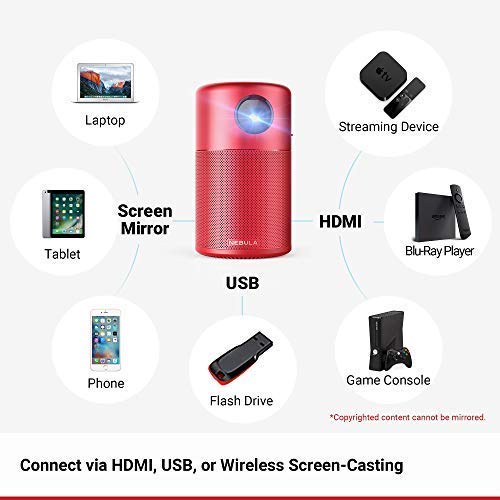 Laptop
tv
Streaming Device
Screen
Mirror
HDMI
Tablet
Blu-Ray Player
NEBULA
USB
Phone
Flash Drive
Game Console
*Copyrighted content cannot be mirrored.
Connect via HDMI, USB, or Wireless Screen-Casting